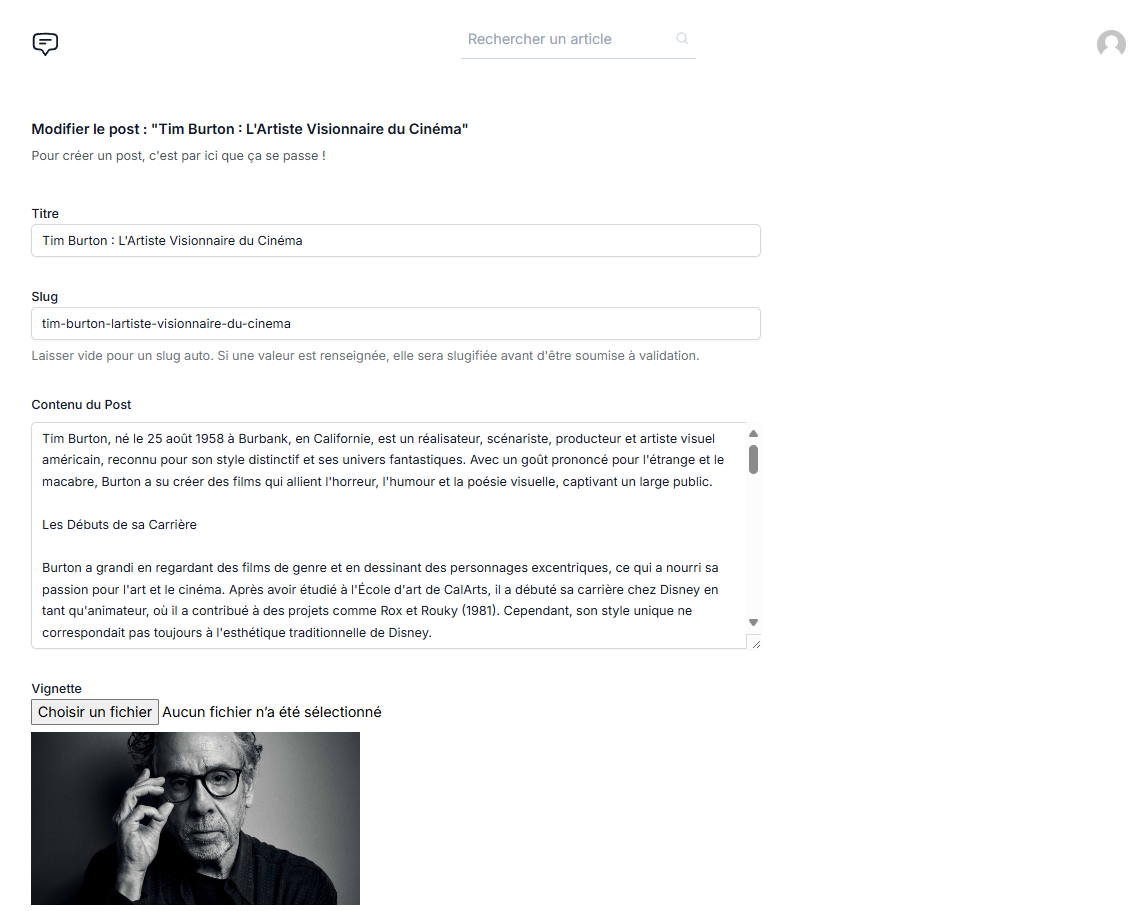 Rechercher un article
Modifier le post : "Tim Burton : L'Artiste Visionnaire du Cinéma"
Pour créer un post, c'est par ici que ça se passe !
Titre
Tim Burton : L'Artiste Visionnaire du Cinéma
Slug
tim-burton-lartiste-visionnaire-du-cinema
Laisser vide pour un slug auto. Si une valeur est renseignée, elle sera slugifiée avant d'être soumise à validation.
Contenu du Post
Tim Burton, né le 25 août 1958 à Burbank, en Californie, est un réalisateur, scénariste, producteur et artiste visuel
américain, reconnu pour son style distinctif et ses univers fantastiques. Avec un goût prononcé pour l'étrange et le
macabre, Burton a su créer des films qui allient l'horreur, l'humour et la poésie visuelle, captivant un large public.
Les Débuts de sa Carrière
Burton a grandi en regardant des films de genre et en dessinant des personnages excentriques, ce qui a nourri sa
passion pour l'art et le cinéma. Après avoir étudié à l'École d'art de CalArts, il a débuté sa carrière chez Disney en
tant qu'animateur, où il a contribué à des projets comme Rox et Rouky (1981). Cependant, son style unique ne
correspondait pas toujours à l'esthétique traditionnelle de Disney.
Vignette
Choisir un fichier Aucun fichier n’a été sélectionné